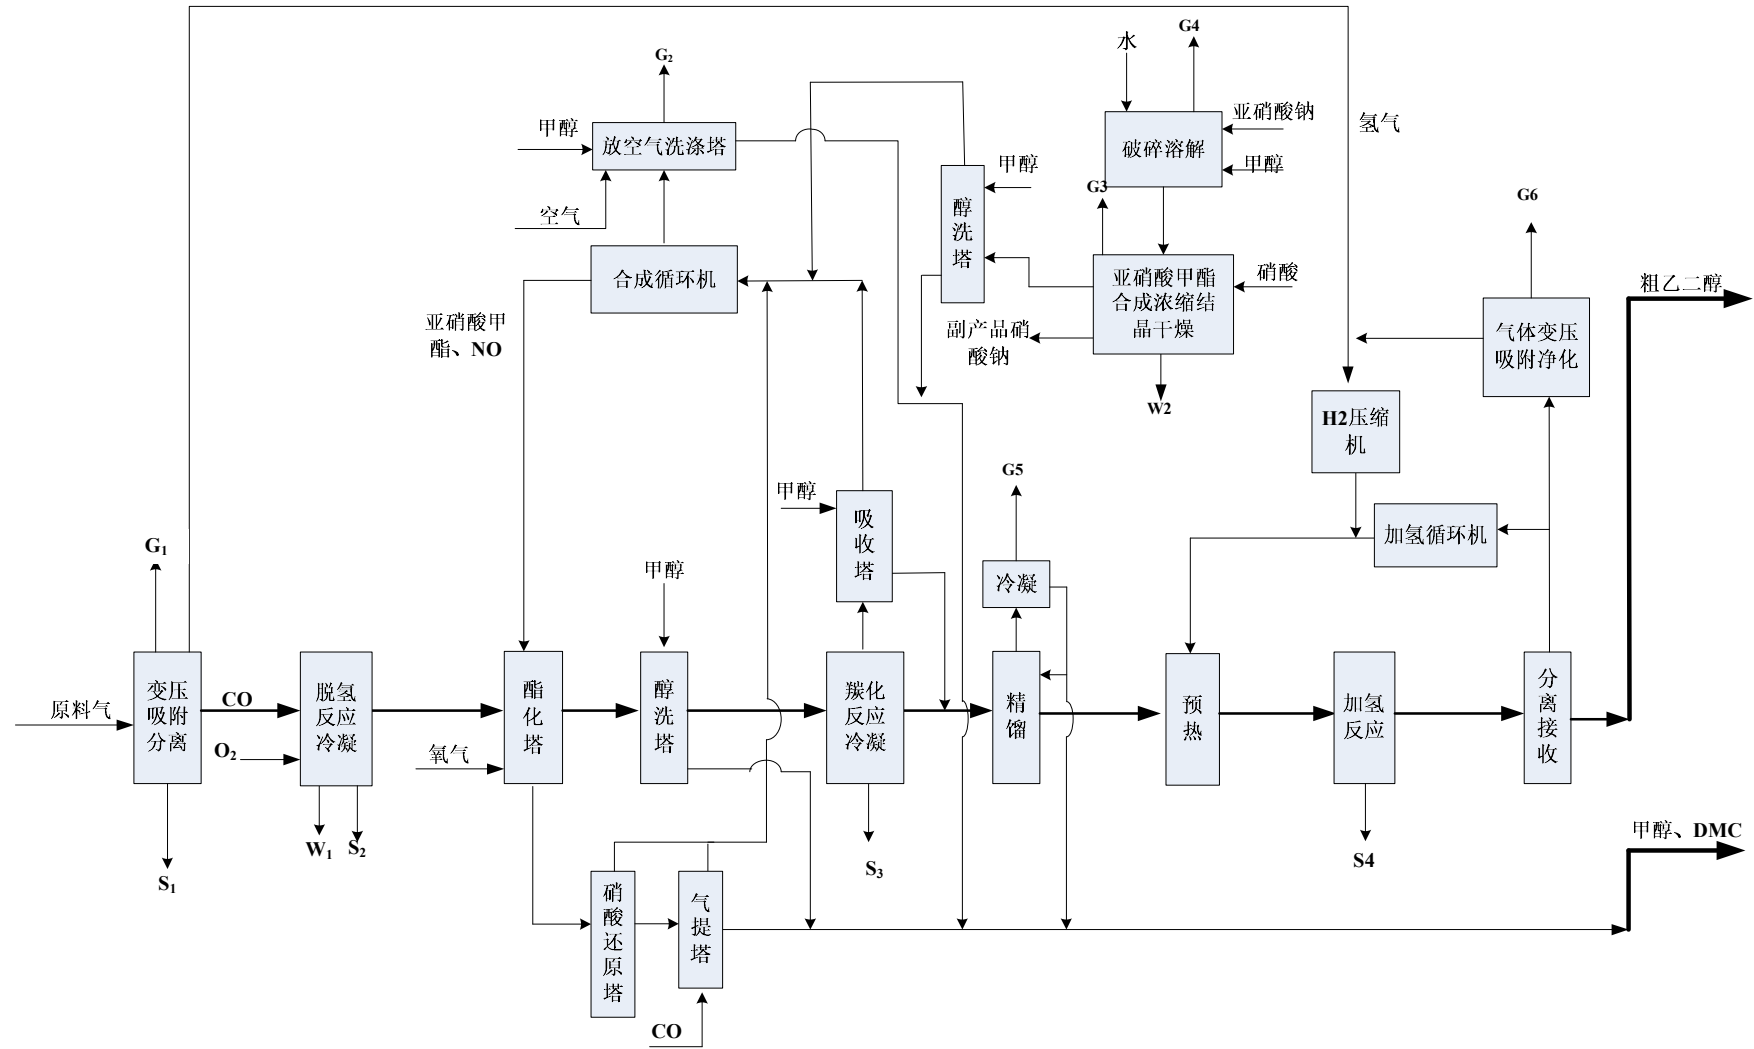 G4
水
G₂
亚硝酸钠
氢气
甲醇
放空气洗涤塔
破碎溶解
甲醇
甲醇
G3
G6
空气
醇
洗
塔
合成循环机
亚硝酸甲酯
合成浓缩结
晶干燥
硝酸
粗乙二醇
亚硝酸甲
酯、NO
副产品硝
酸钠
气体变压
吸附净化
W2
H2压缩
机
G5
甲醇
吸
收
塔
加氢循环机
G₁
甲醇
冷凝
原料气
变压
吸附
分离
CO
O₂
脱氢
反应
冷凝
氧气
酯
化
塔
醇
洗
塔
羰化
反应
冷凝
精
馏
预
热
加氢
反应
分
离
接
收
甲醇、DMC
W₁
S₂
S₁
S₃
S4
硝
酸
还
原
塔
气
提
塔
CO